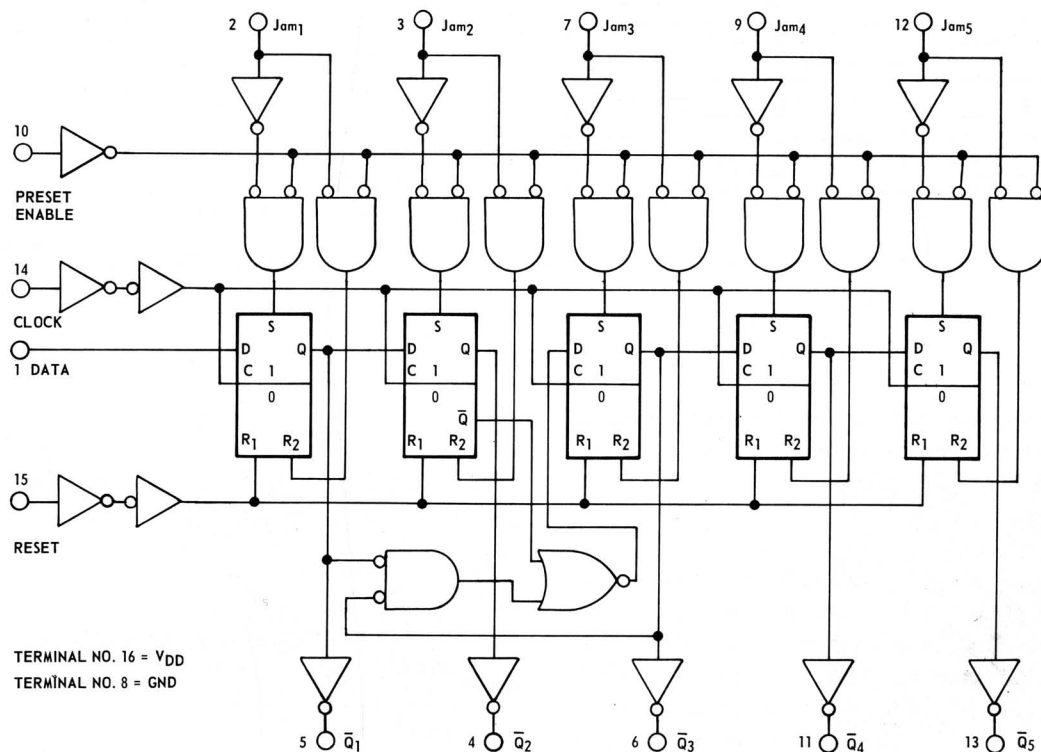 2 Jam1 3 Jam2 7 Jam3 9 Jam4 12 Jam5
10
PRESET
ENABLE
14
CLOCK
1 DATA
S S S S S
D Q D Q D Q D Q D Q
C 1 C 1 C 1 C 1 C 1
0 0 0 0 0
Q̅
R1 R2 R1 R2 R1 R2 R1 R2 R1 R2
15
RESET
TERMINAL NO. 16 = VDD
TERMINAL NO. 8 = GND
5 Q̅1 4 Q̅2 6 Q̅3 11 Q̅4 13 Q̅5